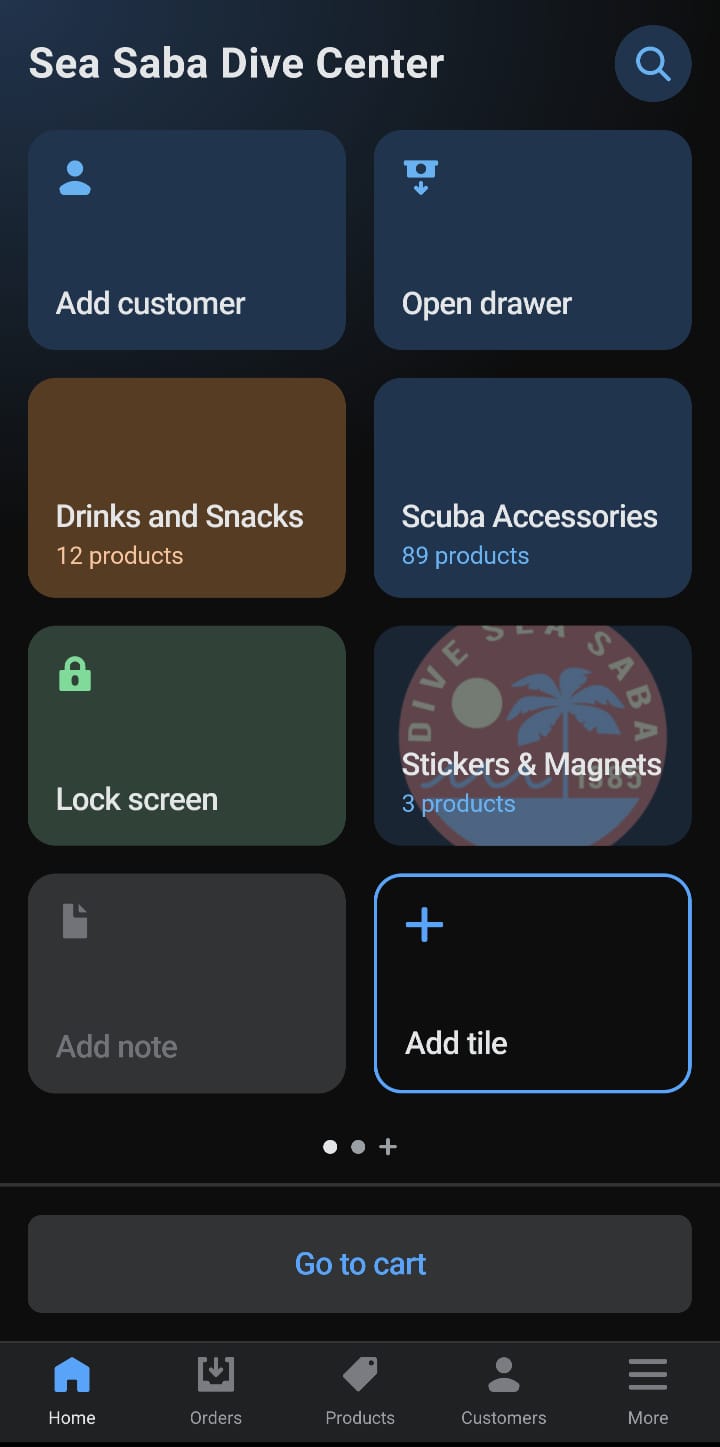 Sea Saba Dive Center
Add customer
Open drawer
Drinks and Snacks
12 products
Scuba Accessories
89 products
Lock screen
DIVE SEA SABA
Stickers & Magnets
1985
3 products
Add note
Add tile
Go to cart
Home
Orders
Products
Customers
More